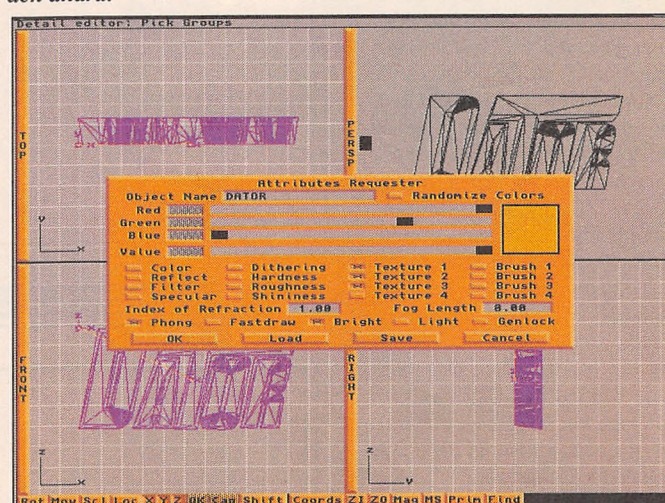 Detail editor: Pick Groups
TOP
PERSP
Attributes Requester
Object Name DATOR Randomize Colors
Red
Green
Blue
Value
Color Dithering Texture 1 Brush 1
Reflect Hardness Texture 2 Brush 2
Filter Roughness Texture 3 Brush 3
Specular Shininess Texture 4 Brush 4
Index of Refraction 1.00 Fog Length 0.00
Phong Fastdraw Bright Light Genlock
OK Load Save Cancel
FRONT
RIGHT
Y
X
Z
X
Z
Y
Rot Mov Scl Loc X Y Z OK Can Shift Coords ZI ZO Mag MS Prim Find